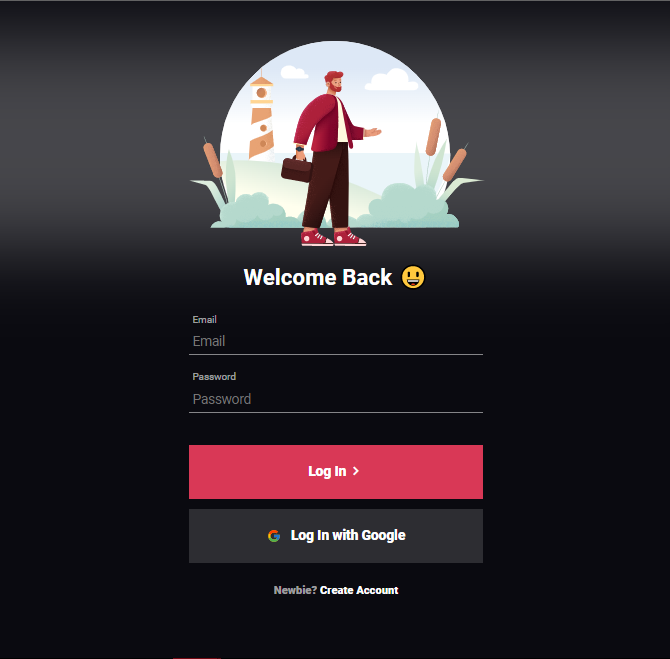 Welcome Back 😃
Email
Email
Password
Password
Log In >
Log In with Google
Newbie? Create Account